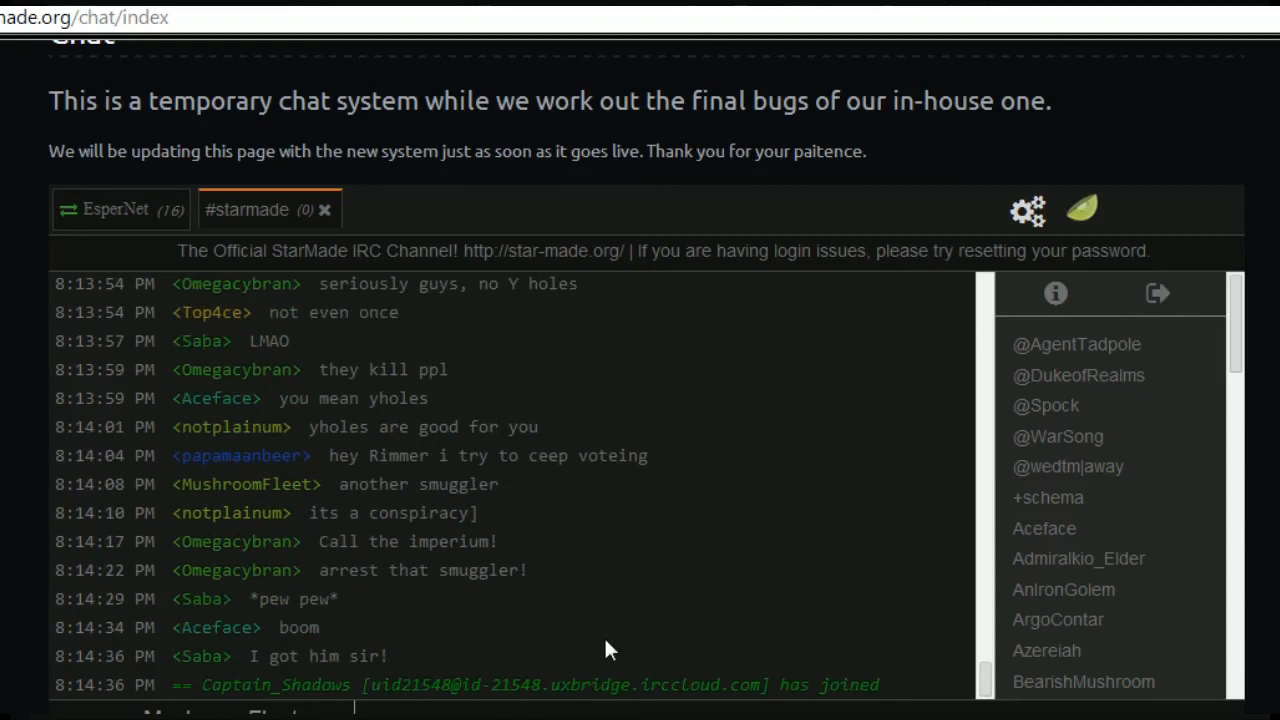 made.org/chat/index
Chat
This is a temporary chat system while we work out the final bugs of our in-house one.
We will be updating this page with the new system just as soon as it goes live. Thank you for your paitence.
EsperNet (16) #starmade (0)
The Official StarMade IRC Channel! http://star-made.org/ | If you are having login issues, please try resetting your password.
8:13:54 PM <Omegacybran> seriously guys, no Y holes
8:13:54 PM <Top4ce> not even once
8:13:57 PM <Saba> LMAO
8:13:59 PM <Omegacybran> they kill ppl
8:13:59 PM <Aceface> you mean yholes
8:14:01 PM <notplainum> yholes are good for you
8:14:04 PM <papamaanbeer> hey Rimmer i try to ceep voteing
8:14:08 PM <MushroomFleet> another smuggler
8:14:10 PM <notplainum> its a conspiracy]
8:14:17 PM <Omegacybran> Call the imperium!
8:14:22 PM <Omegacybran> arrest that smuggler!
8:14:29 PM <Saba> *pew pew*
8:14:34 PM <Aceface> boom
8:14:36 PM <Saba> I got him sir!
8:14:36 PM == Captain_Shadows [uid21548@id-21548.uxbridge.irccloud.com] has joined
@AgentTadpole
@DukeofRealms
@Spock
@WarSong
@wedtm|away
+schema
Aceface
Admiralkio_Elder
AnIronGolem
ArgoContar
Azereiah
BearishMushroom